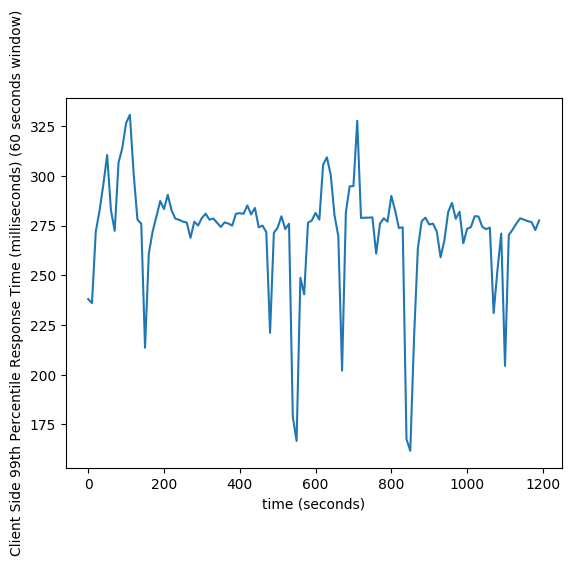 Client Side 99th Percentile Response Time (milliseconds) (60 seconds window)
325
300
275
250
225
200
175
0 200 400 600 800 1000 1200
time (seconds)